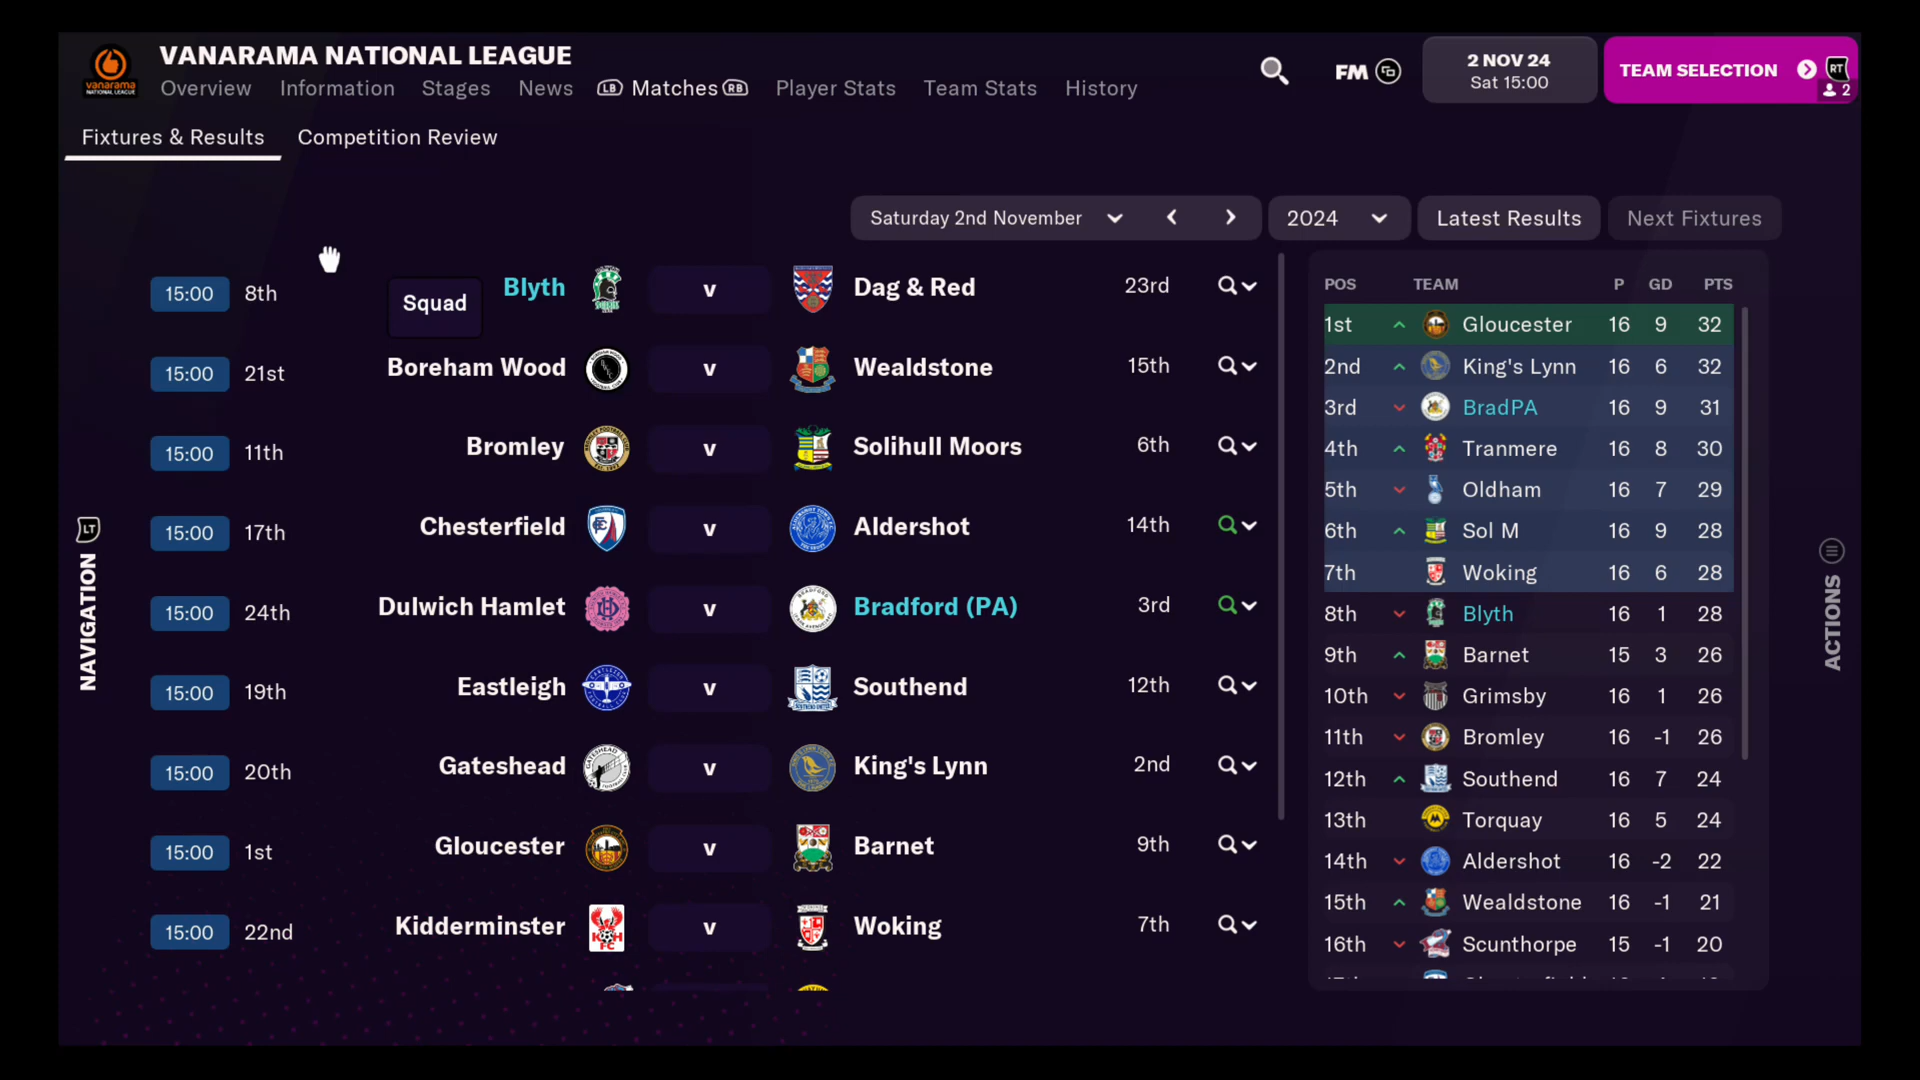 VANARAMA NATIONAL LEAGUE
Overview Information Stages News LB Matches RB Player Stats Team Stats History
FM
2 NOV 24
Sat 15:00
TEAM SELECTION RT
2
Fixtures & Results Competition Review
Saturday 2nd November 2024 Latest Results Next Fixtures
15:00 8th Squad Blyth v Dag & Red 23rd
15:00 21st Boreham Wood v Wealdstone 15th
15:00 11th Bromley v Solihull Moors 6th
15:00 17th Chesterfield v Aldershot 14th
15:00 24th Dulwich Hamlet v Bradford (PA) 3rd
15:00 19th Eastleigh v Southend 12th
15:00 20th Gateshead v King's Lynn 2nd
15:00 1st Gloucester v Barnet 9th
15:00 22nd Kidderminster v Woking 7th
POS TEAM P GD PTS
1st Gloucester 16 9 32
2nd King's Lynn 16 6 32
3rd BradPA 16 9 31
4th Tranmere 16 8 30
5th Oldham 16 7 29
6th Sol M 16 9 28
7th Woking 16 6 28
8th Blyth 16 1 28
9th Barnet 15 3 26
10th Grimsby 16 1 26
11th Bromley 16 -1 26
12th Southend 16 7 24
13th Torquay 16 5 24
14th Aldershot 16 -2 22
15th Wealdstone 16 -1 21
16th Scunthorpe 15 -1 20
LT NAVIGATION
ACTIONS